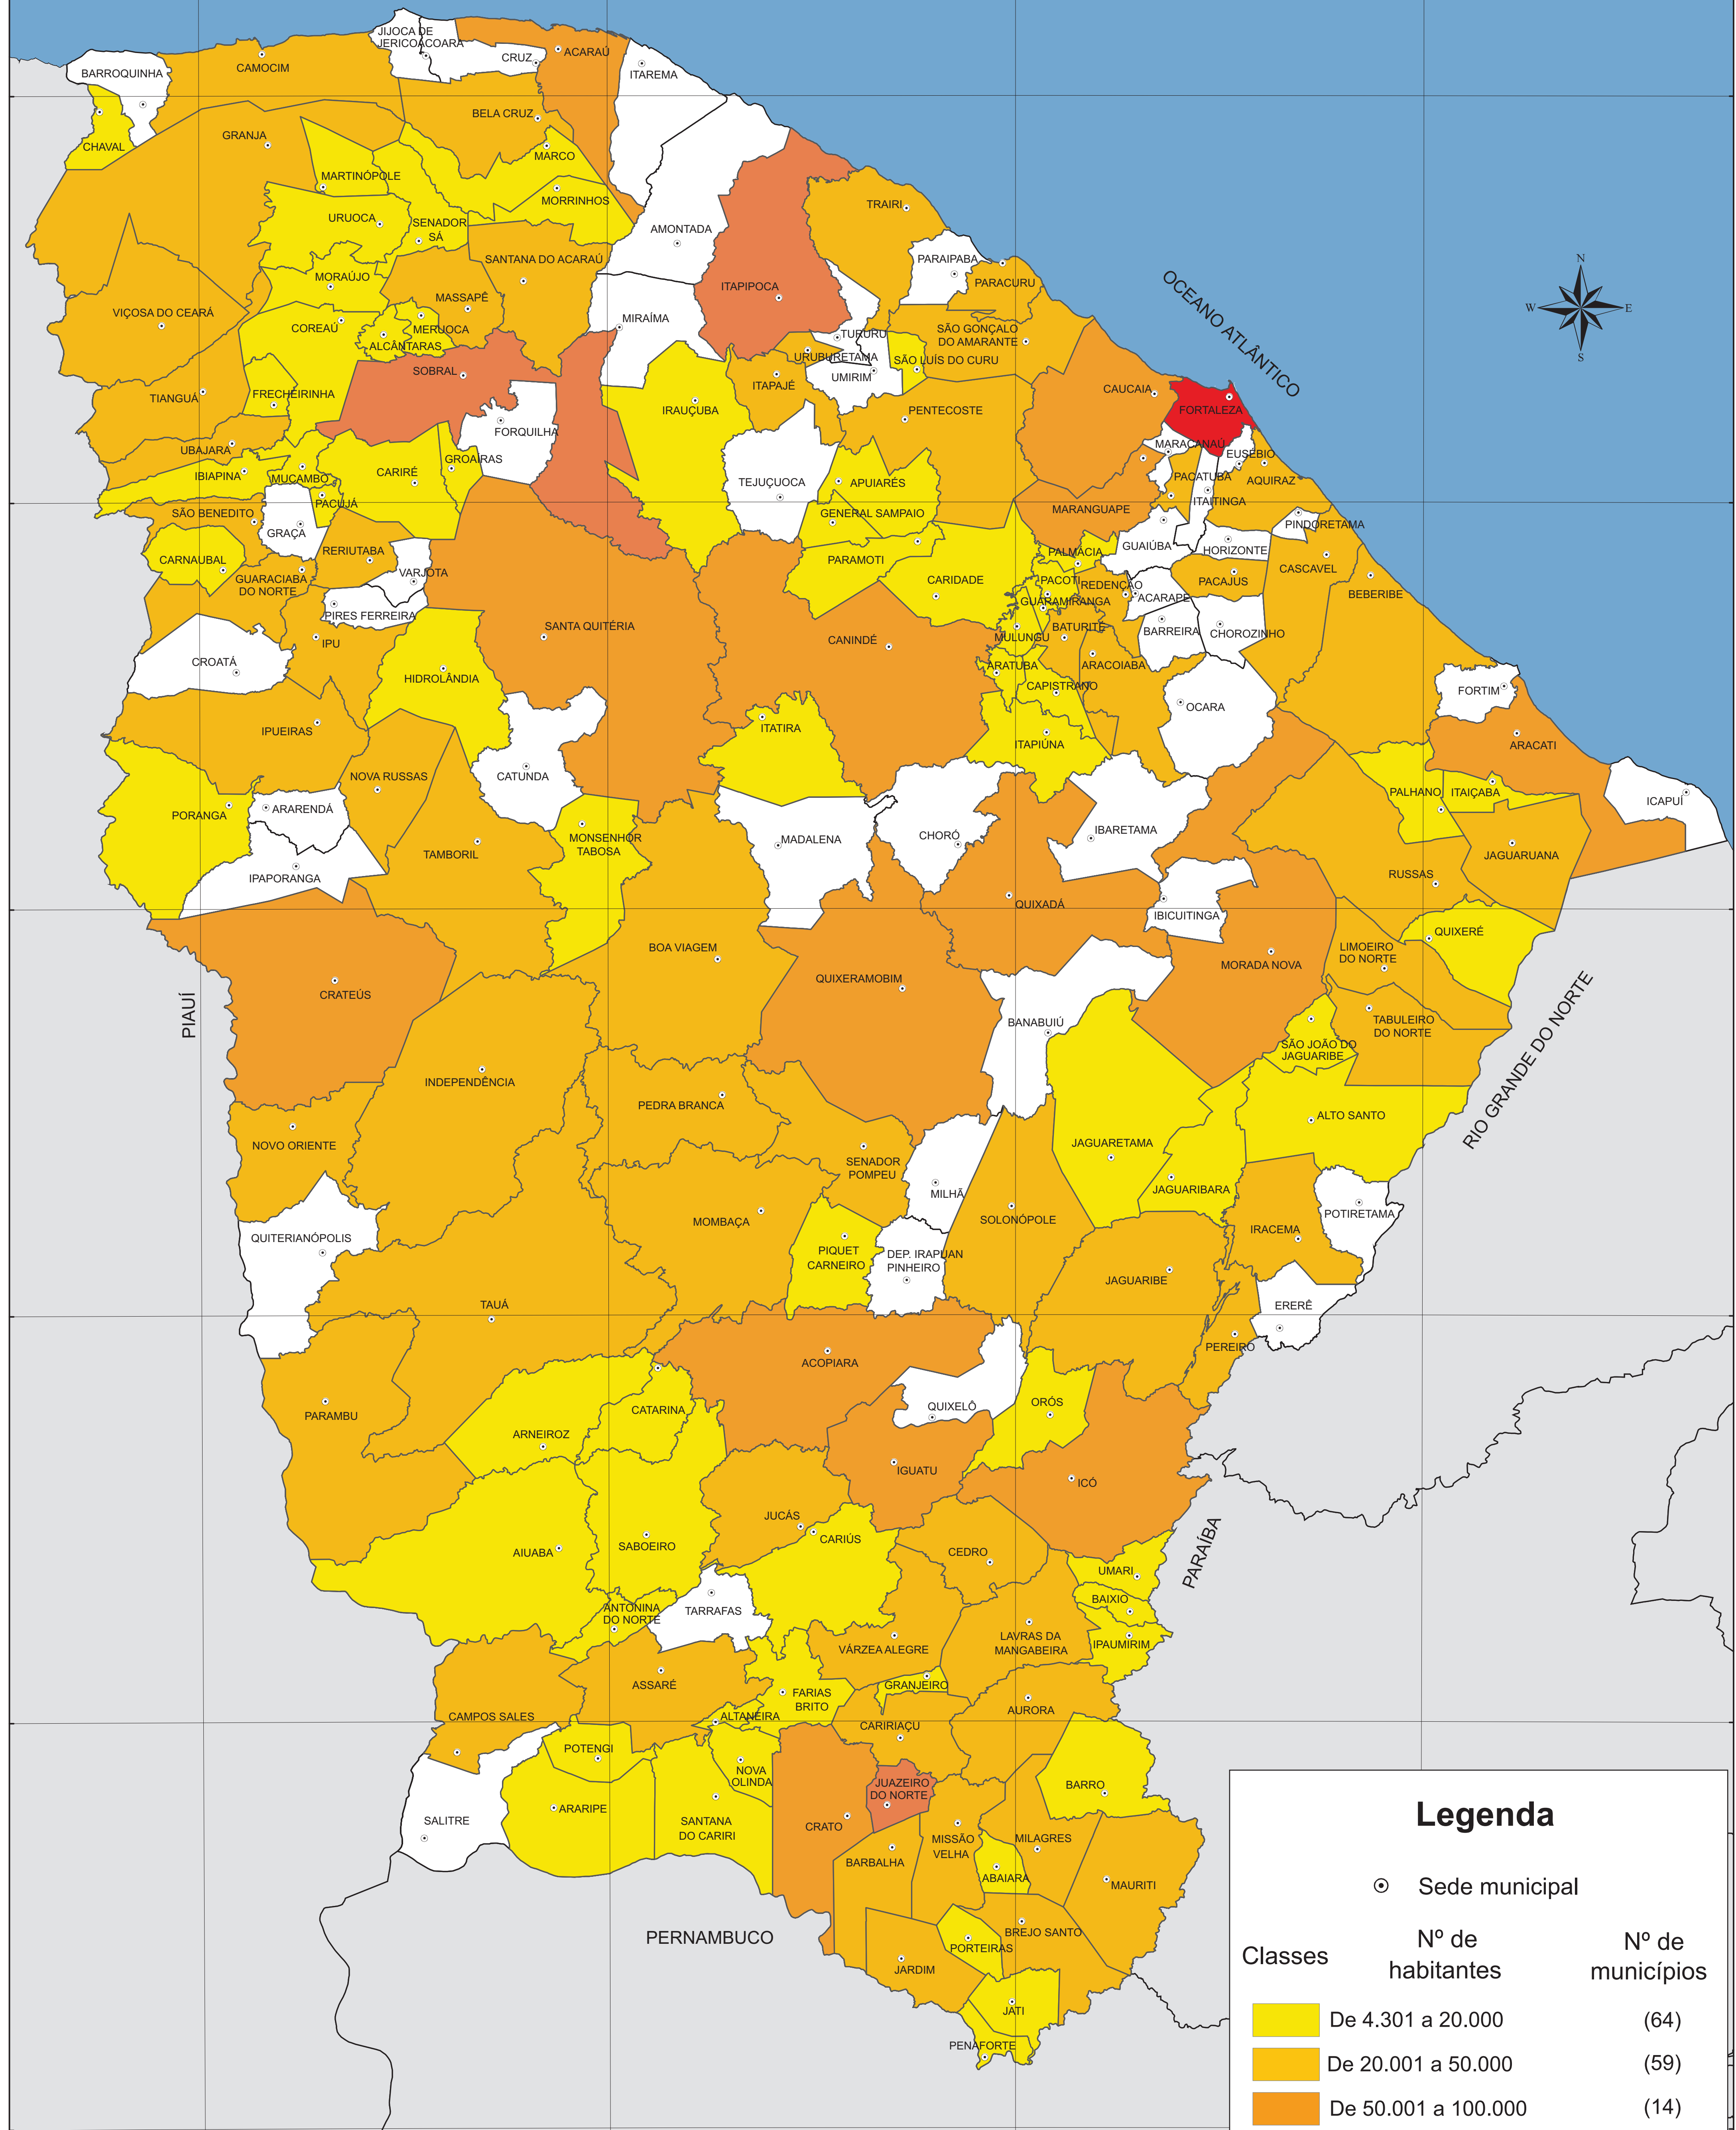 JIJOCA DE
JERICOACOARA
CRUZ
ACARAÚ
ITAREMA
BARROQUINHA
CAMOCIM
BELA CRUZ
CHAVAL
GRANJA
MARCO
MARTINÓPOLE
MORRINHOS
URUOCA
SENADOR
SÁ
AMONTADA
TRAIRI
SANTANA DO ACARAÚ
PARAIPABA
MORAÚJO
ITAPIPOCA
PARACURU
OCEANO ATLÂNTICO
N
W
E
S
VIÇOSA DO CEARÁ
MASSAPÊ
MIRAÍMA
COREAÚ
MERUOCA
ALCÂNTARAS
TURURU
SÃO GONÇALO
DO AMARANTE
URUBURETAMA
SÃO LUÍS DO CURU
SOBRAL
UMIRIM
TIANGUÁ
FRECHEIRINHA
ITAPAJÉ
CAUCAIA
IRAUÇUBA
PENTECOSTE
FORTALEZA
FORQUILHA
UBAJARA
MARACANAÚ
EUSÉBIO
GROAÍRAS
IBIAPINA
MUCAMBO
CARIRÉ
TEJUÇUOCA
APUIARÉS
PACATUBA
AQUIRAZ
PACUJÁ
ITAITINGA
SÃO BENEDITO
GENERAL SAMPAIO
MARANGUAPE
GRAÇA
PINDORETAMA
RERIUTABA
GUAIÚBA
HORIZONTE
CARNAUBAL
PARAMOTI
PALMÁCIA
CASCAVEL
GUARACIABA
DO NORTE
VARJOTA
CARIDADE
PACOTI
REDENÇÃO
PACAJUS
BEBERIBE
PIRES FERREIRA
GUARAMIRANGA
ACARAPE
SANTA QUITÉRIA
BATURITÉ
BARREIRA
CHOROZINHO
IPU
CANINDÉ
MULUNGU
CROATÁ
ARATUBA
ARACOIABA
HIDROLÂNDIA
CAPISTRANO
FORTIM
OCARA
IPUEIRAS
ITATIRA
ITAPIÚNA
ARACATI
NOVA RUSSAS
CATUNDA
PORANGA
ARARENDÁ
PALHANO
ITAIÇABA
ICAPUÍ
MONSENHOR
TABOSA
MADALENA
CHORÓ
IBARETAMA
TAMBORIL
JAGUARUANA
IPAPORANGA
RUSSAS
QUIXADÁ
IBICUITINGA
QUIXERÉ
BOA VIAGEM
LIMOEIRO
DO NORTE
QUIXERAMOBIM
MORADA NOVA
CRATEÚS
PIAUÍ
BANABUIÚ
TABULEIRO
DO NORTE
SÃO JOÃO DO
JAGUARIBE
RIO GRANDE DO NORTE
INDEPENDÊNCIA
PEDRA BRANCA
ALTO SANTO
NOVO ORIENTE
JAGUARETAMA
SENADOR
POMPEU
MILHÃ
JAGUARIBARA
MOMBAÇA
SOLONÓPOLE
POTIRETAMA
QUITERIANÓPOLIS
IRACEMA
PIQUET
CARNEIRO
DEP. IRAPUAN
PINHEIRO
JAGUARIBE
TAUÁ
ERERÊ
PEREIRO
ACOPIARA
PARAMBU
CATARINA
QUIXELÔ
ORÓS
ARNEIROZ
IGUATU
ICÓ
JUCÁS
CARIÚS
PARAÍBA
AIUABA
SABOEIRO
CEDRO
UMARI
BAIXIO
ANTONINA
DO NORTE
TARRAFAS
LAVRAS DA
MANGABEIRA
IPAUMIRIM
VÁRZEA ALEGRE
ASSARÉ
GRANJEIRO
FARIAS
BRITO
AURORA
CAMPOS SALES
ALTANEIRA
CARIRIAÇU
POTENGI
NOVA
OLINDA
JUAZEIRO
DO NORTE
BARRO
SALITRE
ARARIPE
SANTANA
DO CARIRI
CRATO
MISSÃO
VELHA
MILAGRES
BARBALHA
ABAIARA
MAURITI
PERNAMBUCO
BREJO SANTO
PORTEIRAS
JARDIM
JATI
PENAFORTE
Legenda
Sede municipal
Classes
Nº de
habitantes
Nº de
municípios
De 4.301 a 20.000
(64)
De 20.001 a 50.000
(59)
De 50.001 a 100.000
(14)